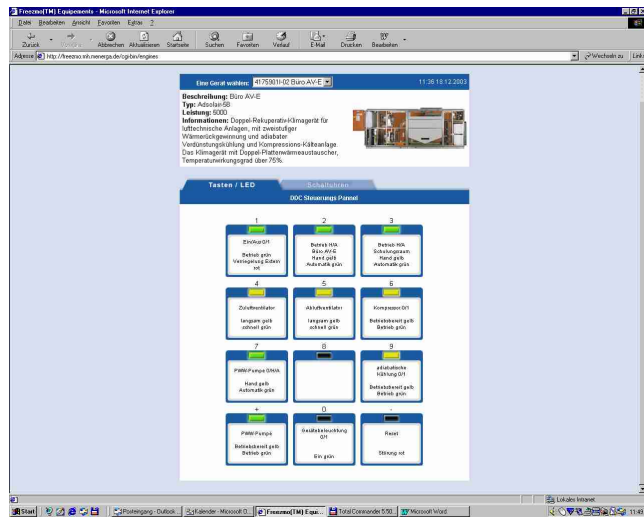 Freezmo[TM] Equipements - Microsoft Internet Explorer
Datei Bearbeiten Ansicht Favoriten Extras ?
Zurück Abbrechen Aktualisieren Startseite Suchen Favoriten Verlauf E-Mail Drucken Bearbeiten
Adresse http://freezmo.mh.menerga.de/cgi-bin/engines Wechseln zu Links
Eine Gerät wählen: 4175901I-02 Büro AV-E 11:36 18.12.2003
Beschreibung: Büro AV-E
Typ: Adsolair-58
Leistung: 5000
Informationen: Doppel-Rekuperativ-Klimagerät für
lufttechnische Anlagen, mit zweistufiger
Wärmerückgewinnung und adiabater
Verdünstungskühlung und Kompressions-Kälteanlage.
Das Klimagerät mit Doppel-Plattenwärmeaustauscher,
Temperaturwirkungsgrad über 75%.
Tasten / LED Schaltuhren
DDC Steuerungs Pannel
1
Ein/Aus 0/1
Betrieb grün
Verriegelung Extern
rot
2
Betrieb H/A
Büro AV-E
Hand gelb
Automatik grün
3
Betrieb H/A
Schulungsraum
Hand gelb
Automatik grün
4
Zuluftventilator
langsam gelb
schnell grün
5
Abluftventilator
langsam gelb
schnell grün
6
Kompressor 0/1
Betriebsbereit gelb
Betrieb grün
7
PWW-Pumpe 0/H/A
Hand gelb
Automatik grün
8
9
adiabatische
Kühlung 0/1
Betriebsbereit gelb
Betrieb grün
+
PWW Pumpe
Betriebsbereit gelb
Betrieb grün
0
Gerätebeleuchtung
0/1
Ein grün
-
Reset
Störung rot
Lokales Intranet
Start Posteingang - Outlook... Kalender - Microsoft O... Freezmo[TM] Equi... Total Commander 5.50... Microsoft Word 11:49